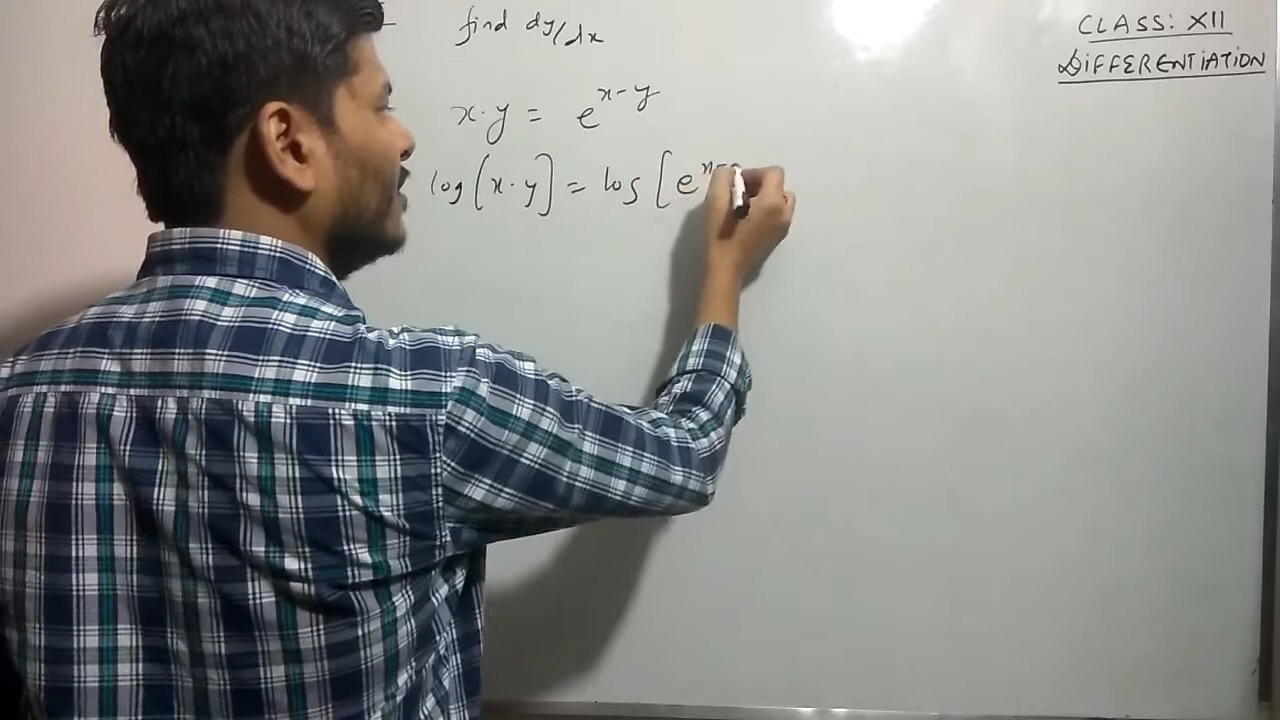 find dy/dx
x·y = e^{x-y}
log[x·y] = log [e^{x-
CLASS: XII
DIFFERENTIATION